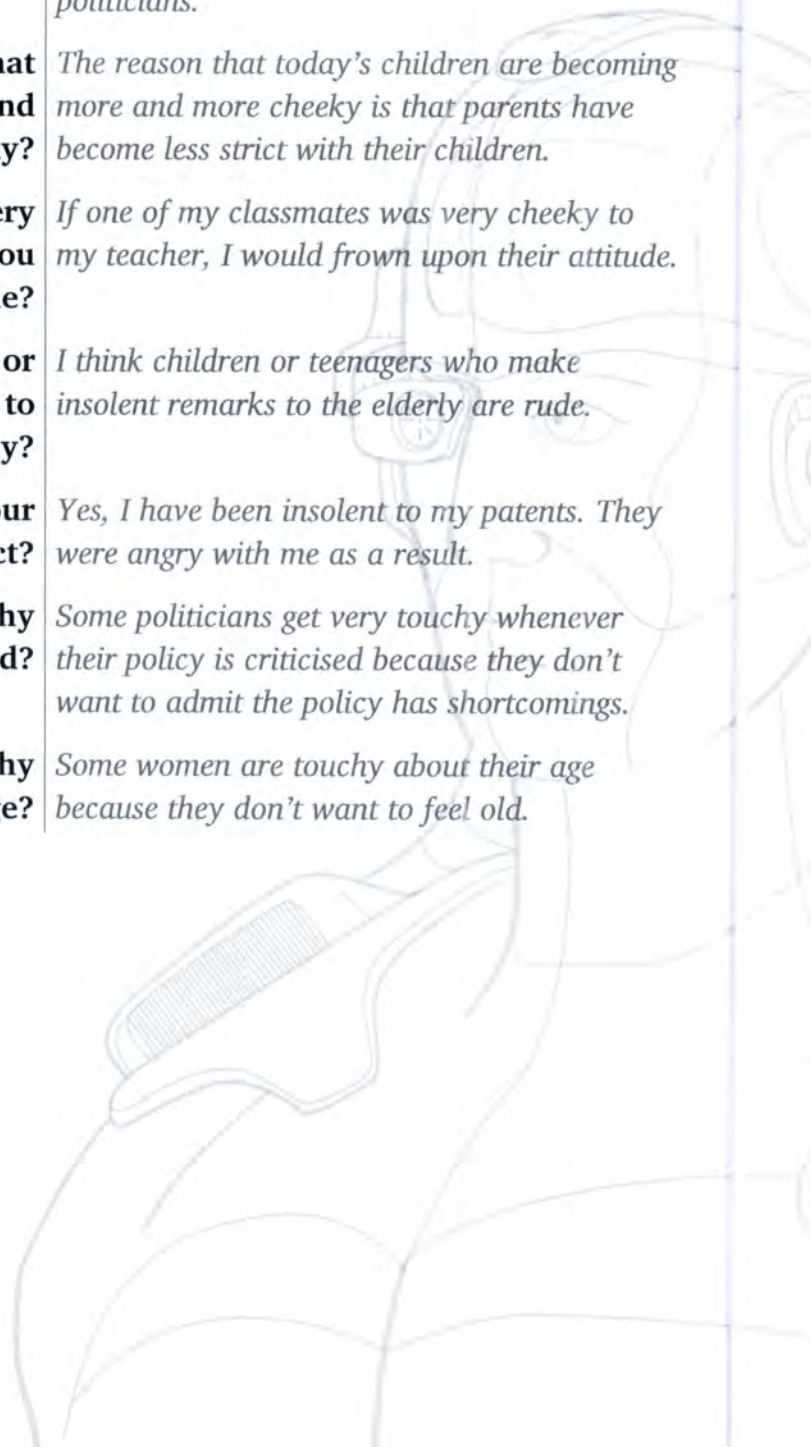 politicians.
hat The reason that today's children are becoming
nd more and more cheeky is that parents have
y? become less strict with their children.
ery If one of my classmates was very cheeky to
ou my teacher, I would frown upon their attitude.
e?
or I think children or teenagers who make
to insolent remarks to the elderly are rude.
y?
ur Yes, I have been insolent to my patents. They
ct? were angry with me as a result.
hy Some politicians get very touchy whenever
d? their policy is criticised because they don't
want to admit the policy has shortcomings.
hy Some women are touchy about their age
e? because they don't want to feel old.